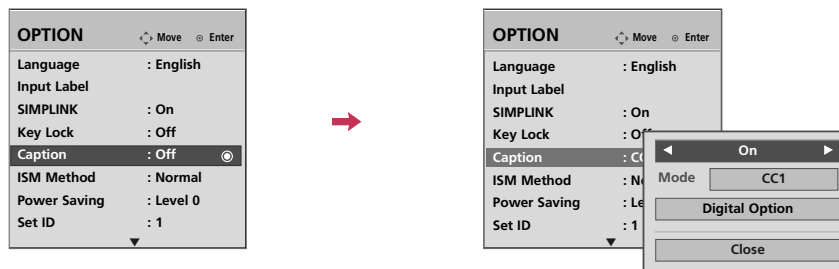 OPTION Move Enter
Language : English
Input Label
SIMPLINK : On
Key Lock : Off
Caption : Off
ISM Method : Normal
Power Saving : Level 0
Set ID : 1
OPTION Move Enter
Language : English
Input Label
SIMPLINK : On
Key Lock
Caption
ISM Method
Power Saving
Set ID : 1
On
Mode CC1
Digital Option
Close